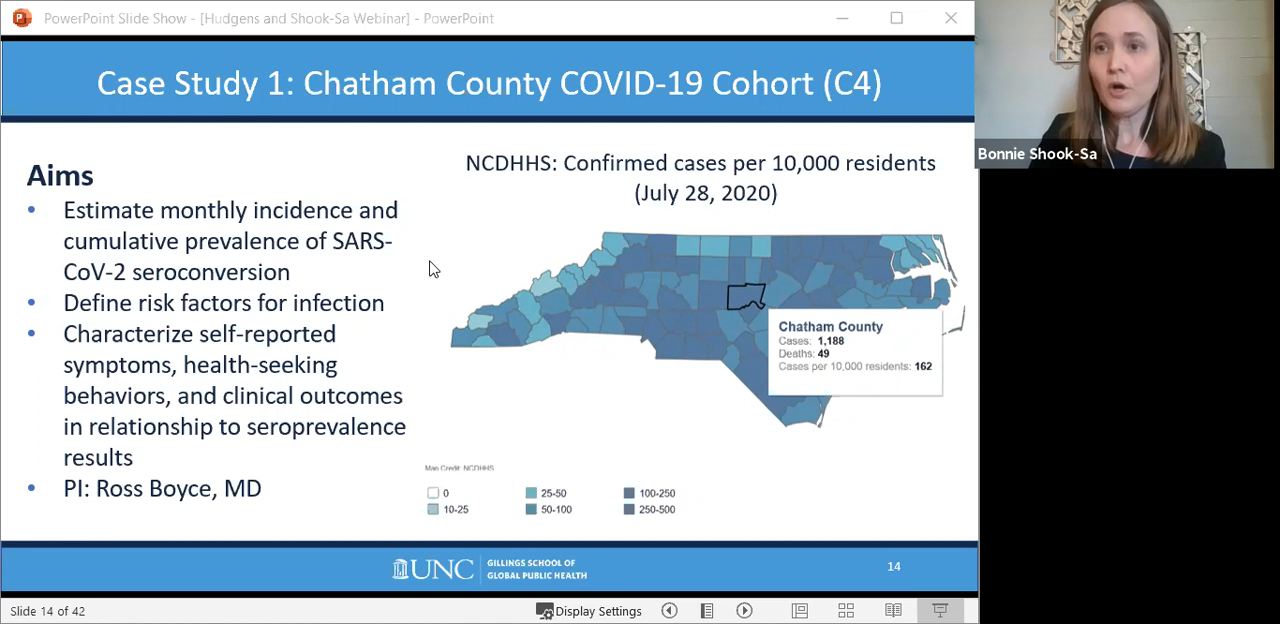 PowerPoint Slide Show - [Hudgens and Shook-Sa Webinar] - PowerPoint
Case Study 1: Chatham County COVID-19 Cohort (C4)
Aims
• Estimate monthly incidence and
cumulative prevalence of SARS-
CoV-2 seroconversion
• Define risk factors for infection
• Characterize self-reported
symptoms, health-seeking
behaviors, and clinical outcomes
in relationship to seroprevalence
results
• PI: Ross Boyce, MD
NCDHHS: Confirmed cases per 10,000 residents
(July 28, 2020)
Chatham County
Cases: 1,188
Deaths: 49
Cases per 10,000 residents: 162
Map Credit: NCDHHS
0
25-50
100-250
10-25
50-100
250-500
UNC
GILLINGS SCHOOL OF
GLOBAL PUBLIC HEALTH
14
Slide 14 of 42
Display Settings
Bonnie Shook-Sa